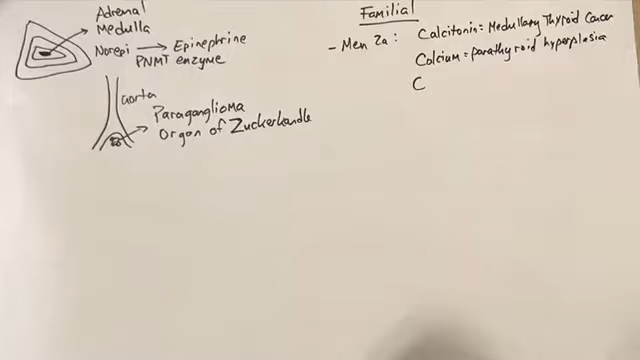 Adrenal
Medulla
Norepi → Epinephrine
PNMT enzyme
aorta
Paraganglioma
Organ of Zuckerkandle
Familial
- Men 2a: Calcitonin = Medullary Thyroid Cancer
Calcium = parathyroid hyperplasia
C